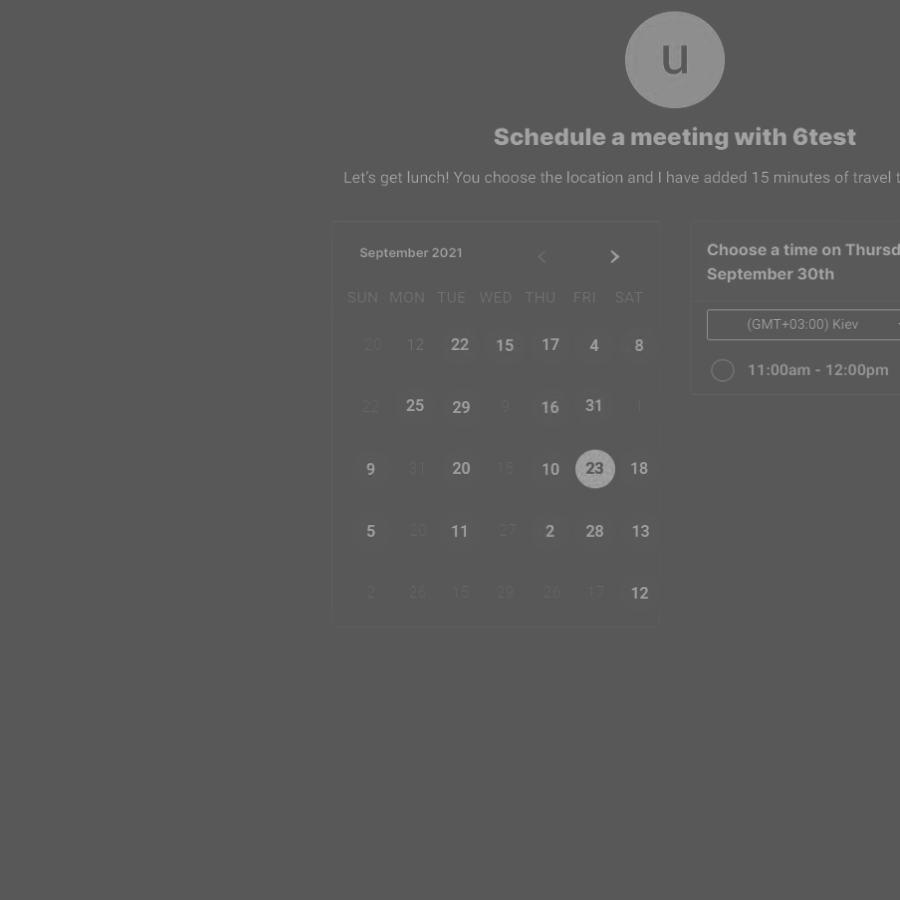 u
Schedule a meeting with 6test
Let's get lunch! You choose the location and I have added 15 minutes of travel t
September 2021
SUN MON TUE WED THU FRI SAT
20 12 22 15 17 4 8
22 25 29 9 16 31 1
9 31 20 15 10 23 18
5 20 11 27 2 28 13
2 26 15 29 26 17 12
Choose a time on Thursd
September 30th
(GMT+03:00) Kiev
11:00am - 12:00pm